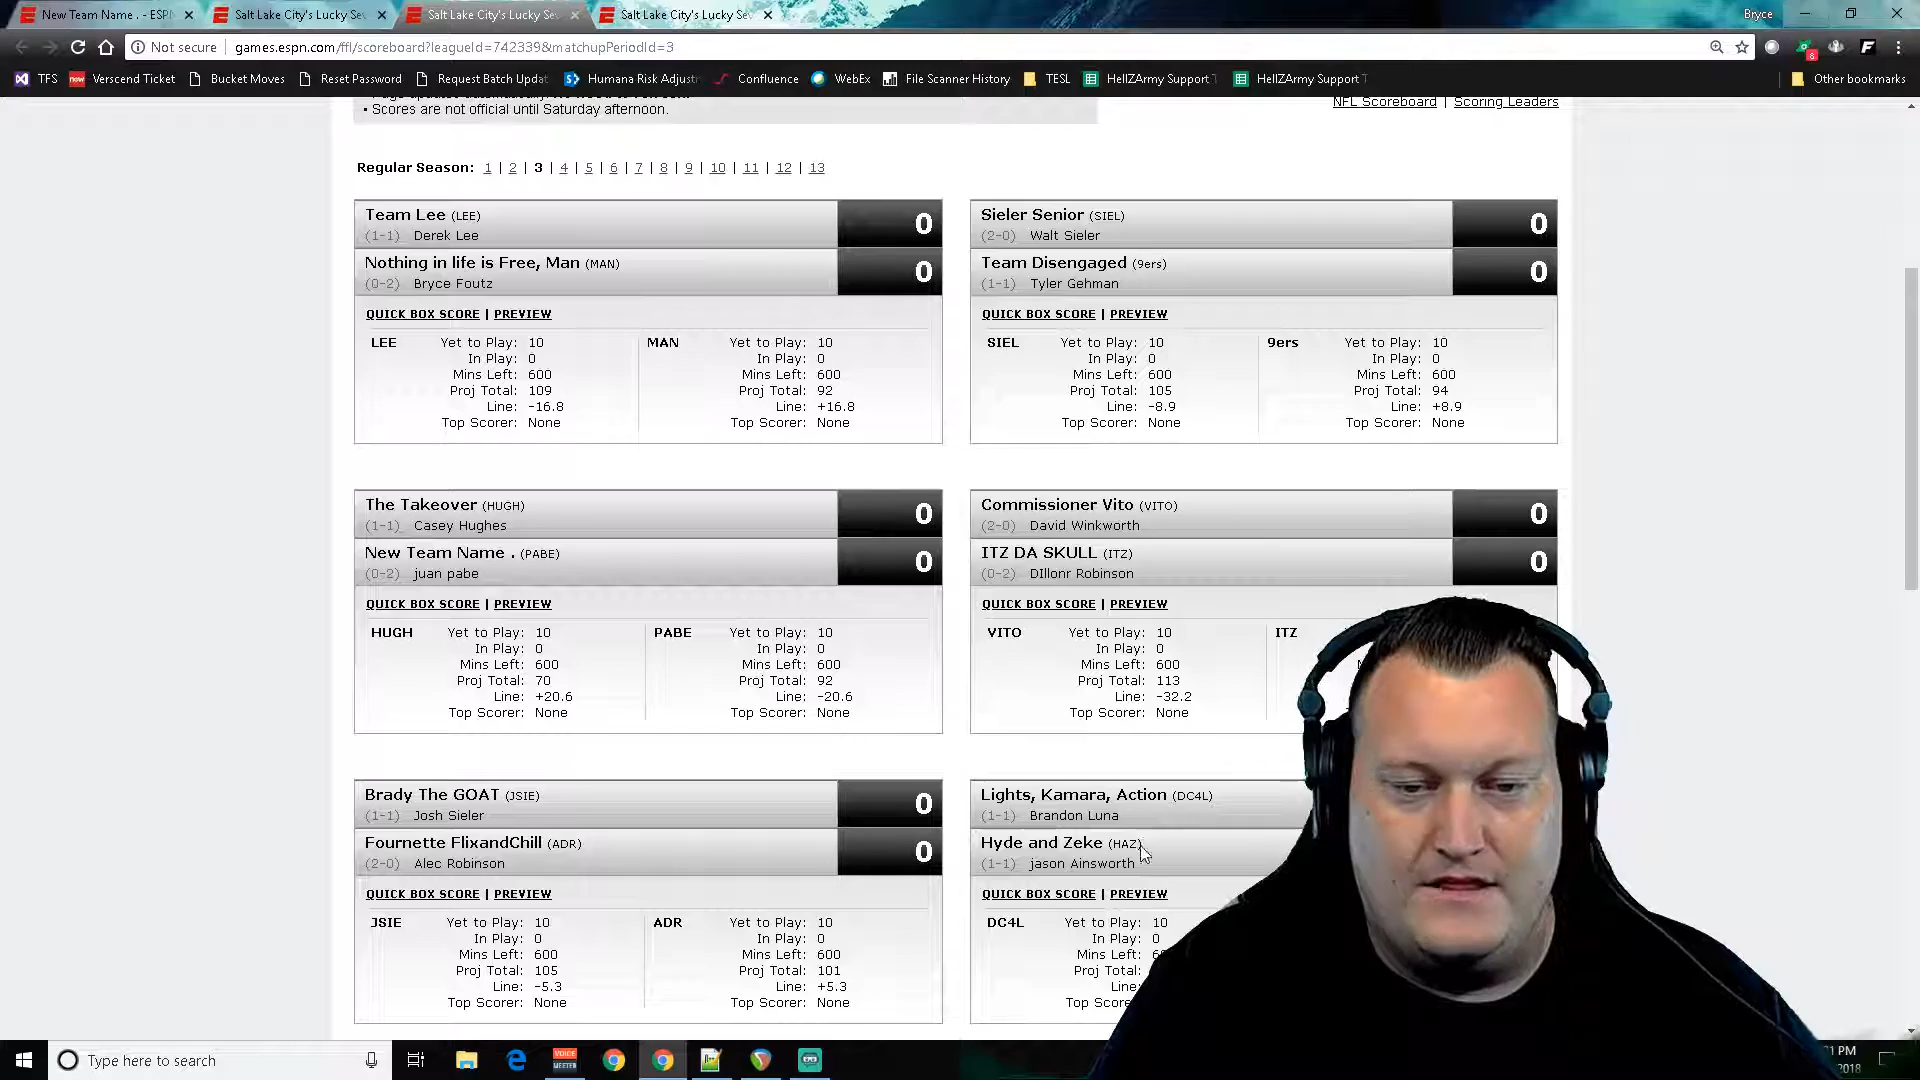 New Team Name . - ESPN
Salt Lake City's Lucky Sev
Salt Lake City's Lucky Se
Salt Lake City's Lucky Sev
Bryce
Not secure
games.espn.com/ffl/scoreboard?leagueId=742339&matchupPeriodId=3
6
TFS
now
Verscend Ticket
Bucket Moves
Reset Password
Request Batch Updat
Humana Risk Adjust
Confluence
WebEx
File Scanner History
TESL
HellZArmy Support T
HellZArmy Support T
Other bookmarks
• Scores are not official until Saturday afternoon.
NFL Scoreboard | Scoring Leaders
Regular Season: 1 | 2 | 3 | 4 | 5 | 6 | 7 | 8 | 9 | 10 | 11 | 12 | 13
Team Lee (LEE)
(1-1) Derek Lee
0
Nothing in life is Free, Man (MAN)
(0-2) Bryce Foutz
0
QUICK BOX SCORE | PREVIEW
LEE Yet to Play: 10
In Play: 0
Mins Left: 600
Proj Total: 109
Line: -16.8
Top Scorer: None
MAN Yet to Play: 10
In Play: 0
Mins Left: 600
Proj Total: 92
Line: +16.8
Top Scorer: None
Sieler Senior (SIEL)
(2-0) Walt Sieler
0
Team Disengaged (9ers)
(1-1) Tyler Gehman
0
QUICK BOX SCORE | PREVIEW
SIEL Yet to Play: 10
In Play: 0
Mins Left: 600
Proj Total: 105
Line: -8.9
Top Scorer: None
9ers Yet to Play: 10
In Play: 0
Mins Left: 600
Proj Total: 94
Line: +8.9
Top Scorer: None
The Takeover (HUGH)
(1-1) Casey Hughes
0
New Team Name . (PABE)
(0-2) juan pabe
0
QUICK BOX SCORE | PREVIEW
HUGH Yet to Play: 10
In Play: 0
Mins Left: 600
Proj Total: 70
Line: +20.6
Top Scorer: None
PABE Yet to Play: 10
In Play: 0
Mins Left: 600
Proj Total: 92
Line: -20.6
Top Scorer: None
Commissioner Vito (VITO)
(2-0) David Winkworth
0
ITZ DA SKULL (ITZ)
(0-2) DIllonr Robinson
0
QUICK BOX SCORE | PREVIEW
VITO Yet to Play: 10
In Play: 0
Mins Left: 600
Proj Total: 113
Line: -32.2
Top Scorer: None
ITZ
Brady The GOAT (JSIE)
(1-1) Josh Sieler
0
Fournette FlixandChill (ADR)
(2-0) Alec Robinson
0
QUICK BOX SCORE | PREVIEW
JSIE Yet to Play: 10
In Play: 0
Mins Left: 600
Proj Total: 105
Line: -5.3
Top Scorer: None
ADR Yet to Play: 10
In Play: 0
Mins Left: 600
Proj Total: 101
Line: +5.3
Top Scorer: None
Lights, Kamara, Action (DC4L)
(1-1) Brandon Luna
Hyde and Zeke (HAZ)
(1-1) jason Ainsworth
QUICK BOX SCORE | PREVIEW
DC4L Yet to Play: 10
In Play: 0
Mins Left:
Proj Total:
Line:
Top Score
Type here to search
VOICE
MEETER
1 PM
2018